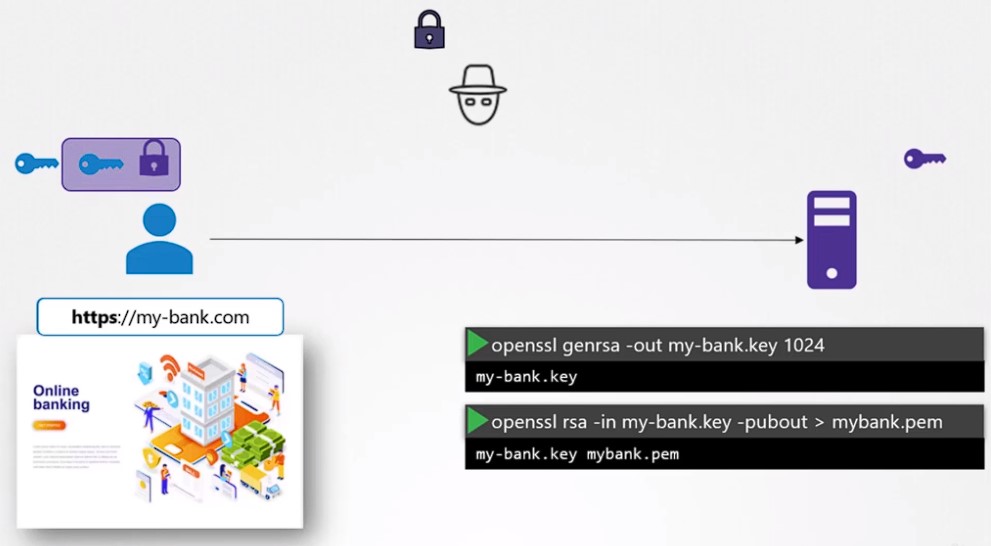 https://my-bank.com
Online
banking
openssl genrsa -out my-bank.key 1024
my-bank.key
openssl rsa -in my-bank.key -pubout > mybank.pem
my-bank.key mybank.pem